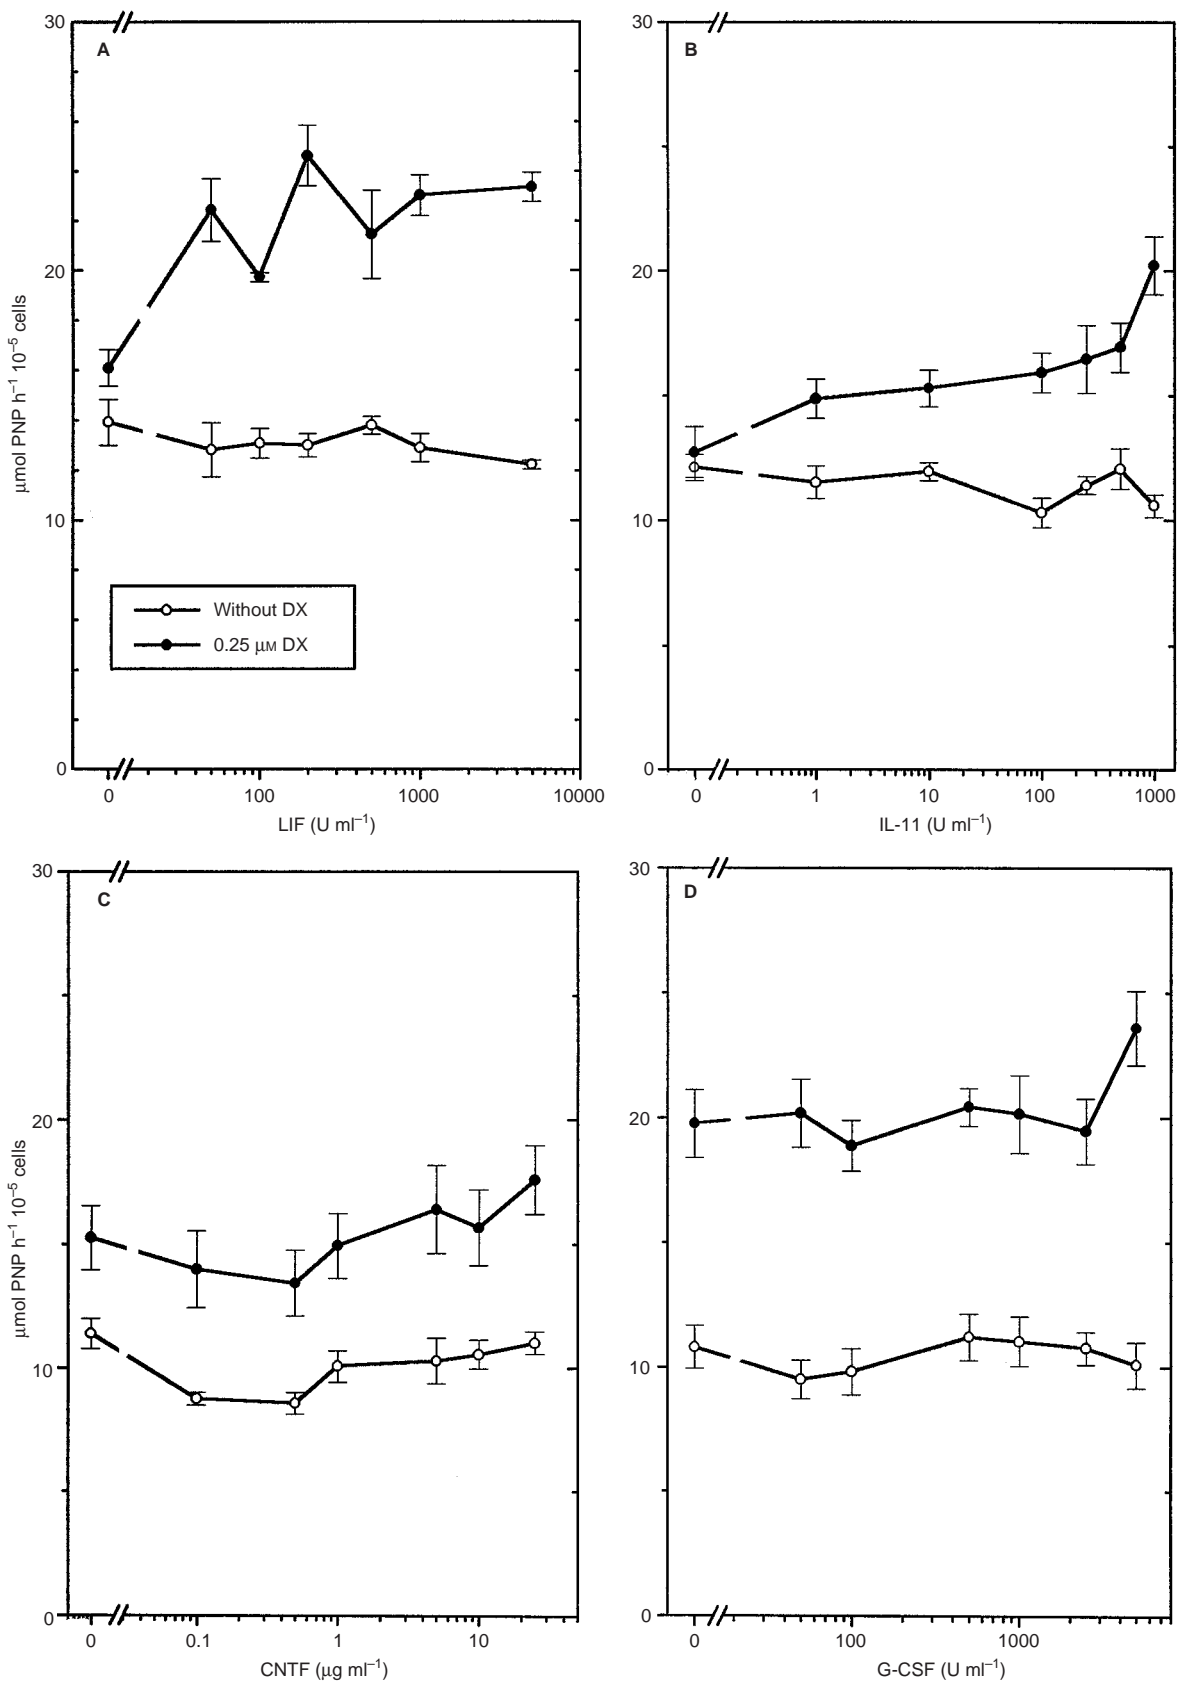 A
30
20
10
0
μmol PNP h⁻¹ 10⁻⁵ cells
Without DX
0.25 μM DX
0 100 1000 10000
LIF (U ml⁻¹)
B
30
20
10
0
0 1 10 100 1000
IL-11 (U ml⁻¹)
C
30
20
10
0
μmol PNP h⁻¹ 10⁻⁵ cells
0 0.1 1 10
CNTF (μg ml⁻¹)
D
30
20
10
0
0 100 1000
G-CSF (U ml⁻¹)